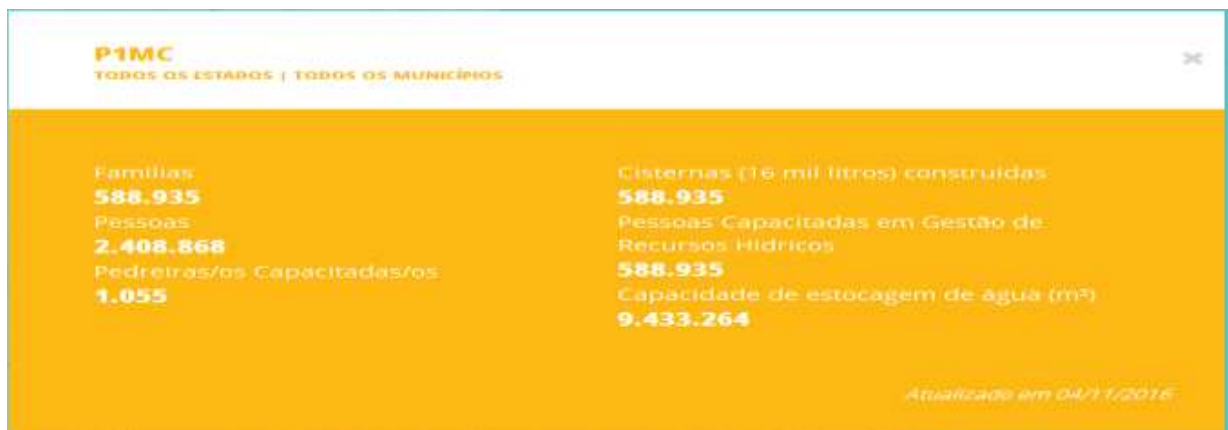 P1MC
TODOS OS ESTADOS | TODOS OS MUNICÍPIOS
Famílias
588.935
Pessoas
2.408.868
Pedreiras/os Capacitadas/os
1.055
Cisternas (16 mil litros) construídas
588.935
Pessoas Capacitadas em Gestão de
Recursos Hídricos
588.935
Capacidade de estocagem de água (m³)
9.433.264
Atualizado em 04/11/2016